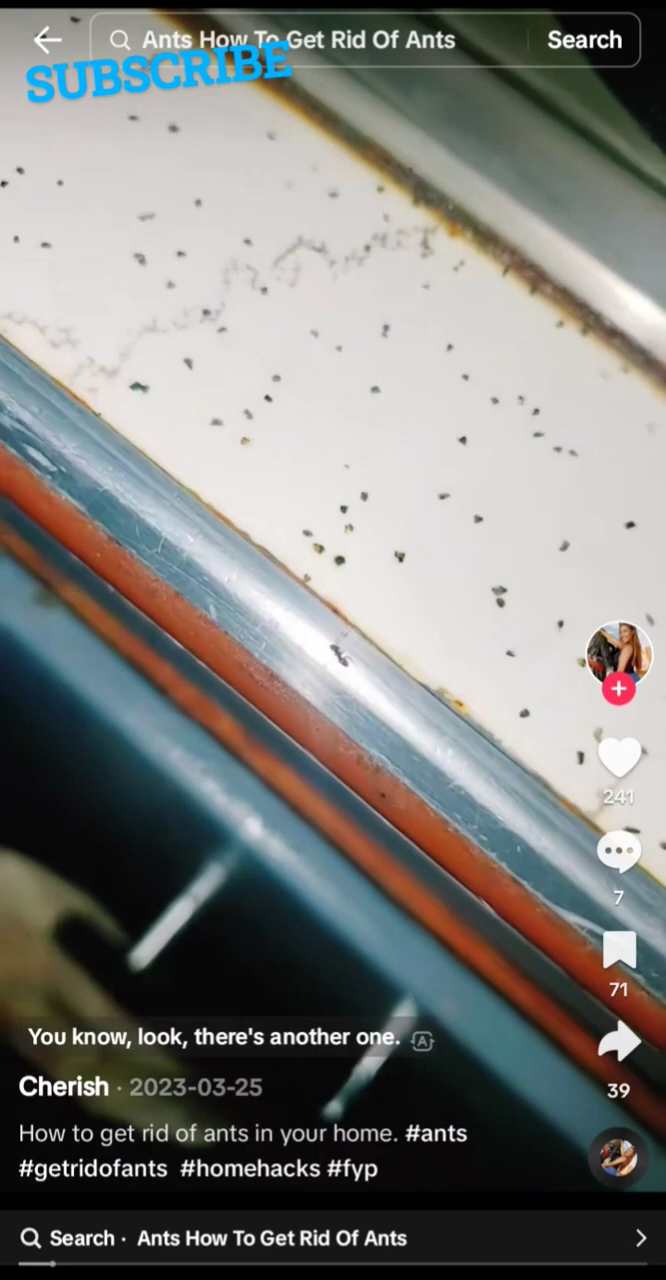 Ants How To Get Rid Of Ants
Search
SUBSCRIBE
241
7
71
39
You know, look, there's another one.
Cherish · 2023-03-25
How to get rid of ants in your home. #ants
#getridofants #homehacks #fyp
Search · Ants How To Get Rid Of Ants